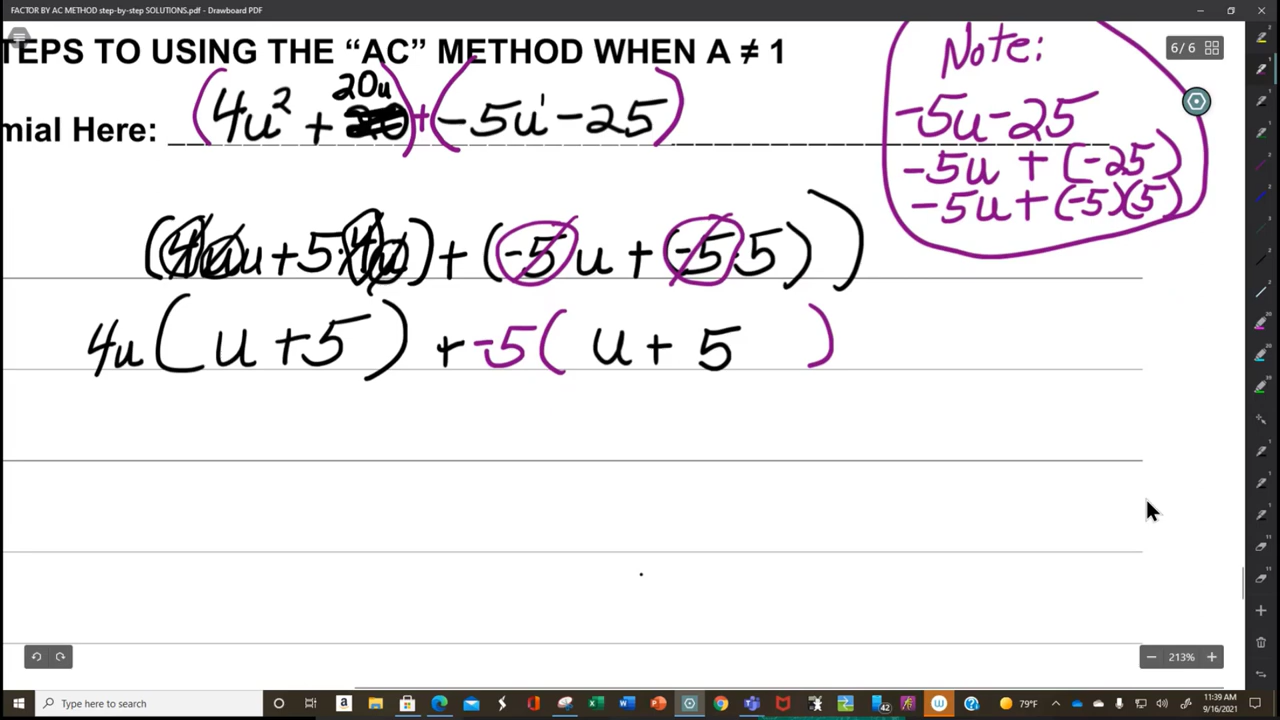 FACTOR BY AC METHOD step-by-step SOLUTIONS.pdf - Drawboard PDF
TEPS TO USING THE “AC” METHOD WHEN A ≠ 1
6/6
Note:
-5u-25
-5u + (-25)
-5u + (-5)(5)
20u
mial Here: (4u² + ) + (-5u-25)
(4u u + 5 4u) + (-5 u + -5 5))
4u(u+5) + -5(u+5)
213%
Type here to search
42
79°F
11:39 AM
9/16/2021